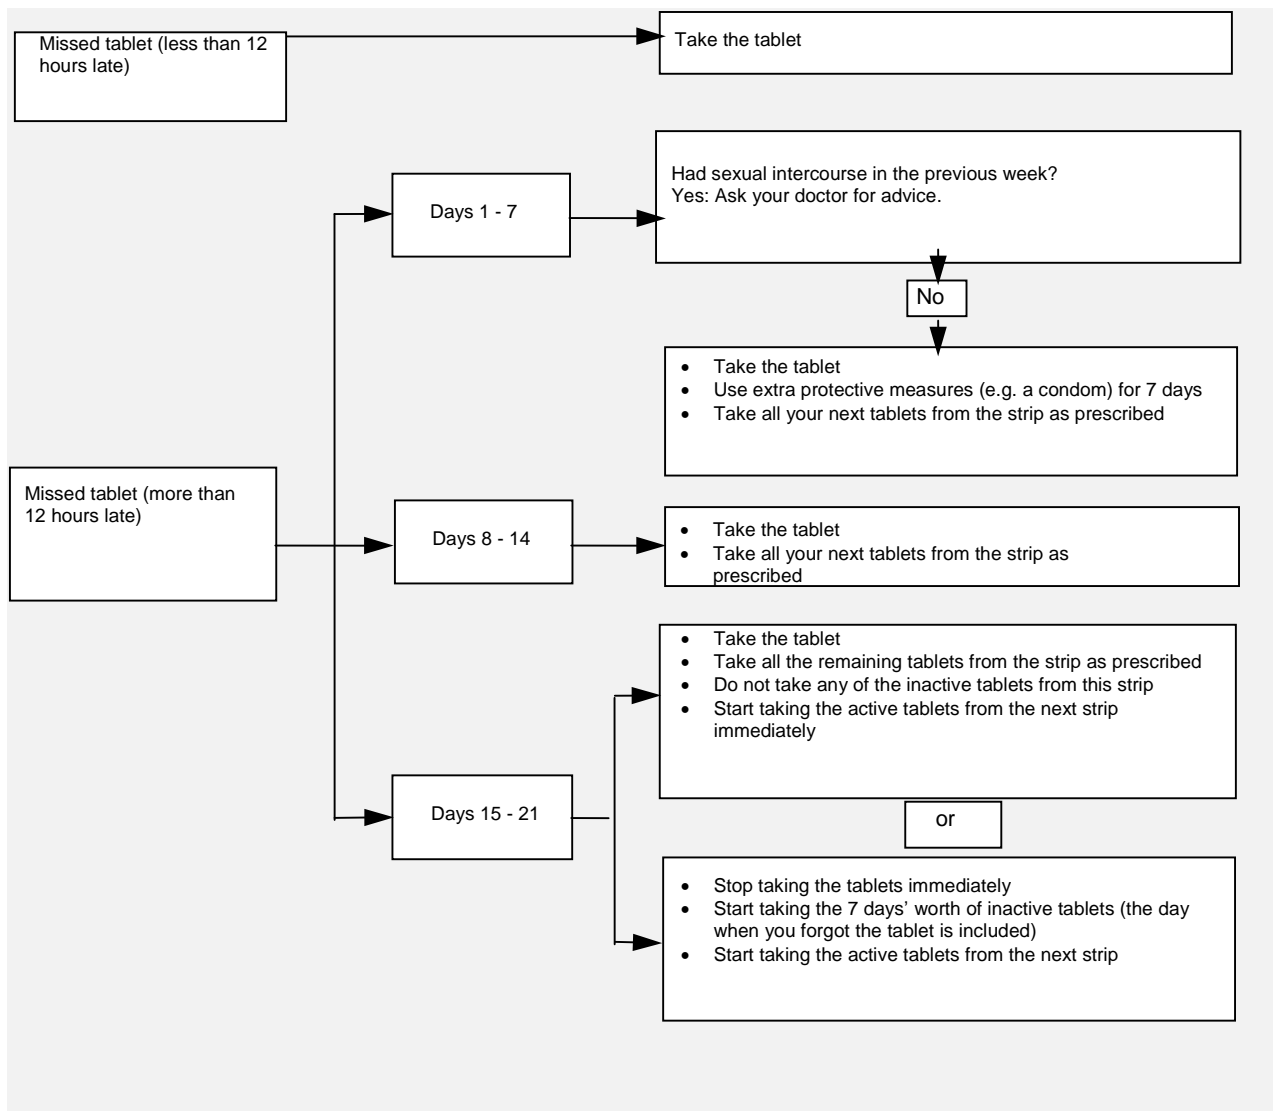 Missed tablet (less than 12
hours late)
Take the tablet
Had sexual intercourse in the previous week?
Yes: Ask your doctor for advice.
Days 1 - 7
No
• Take the tablet
• Use extra protective measures (e.g. a condom) for 7 days
• Take all your next tablets from the strip as prescribed
Missed tablet (more than
12 hours late)
Days 8 - 14
• Take the tablet
• Take all your next tablets from the strip as
prescribed
• Take the tablet
• Take all the remaining tablets from the strip as prescribed
• Do not take any of the inactive tablets from this strip
• Start taking the active tablets from the next strip
immediately
Days 15 - 21
or
• Stop taking the tablets immediately
• Start taking the 7 days’ worth of inactive tablets (the day
when you forgot the tablet is included)
• Start taking the active tablets from the next strip